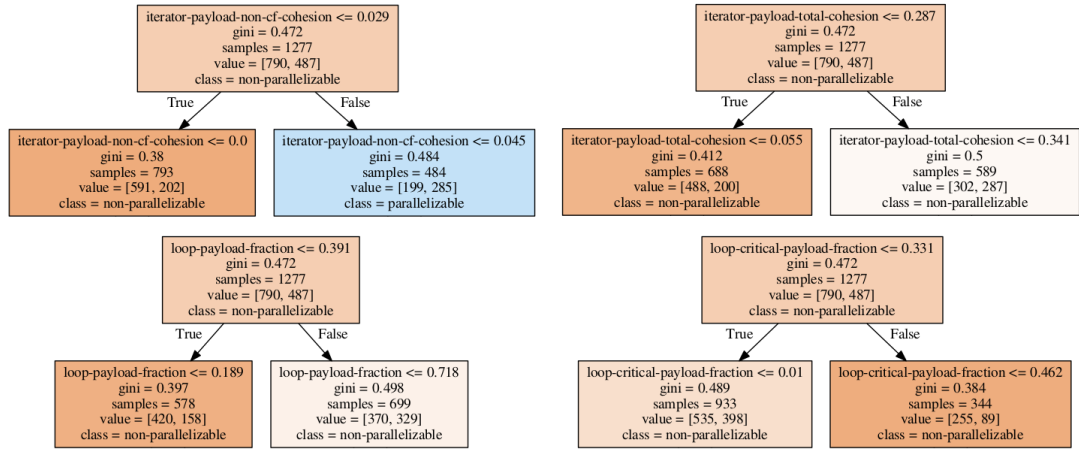 iterator-payload-non-cf-cohesion <= 0.029
gini = 0.472
samples = 1277
value = [790, 487]
class = non-parallelizable
True
False
iterator-payload-non-cf-cohesion <= 0.0
gini = 0.38
samples = 793
value = [591, 202]
class = non-parallelizable
iterator-payload-non-cf-cohesion <= 0.045
gini = 0.484
samples = 484
value = [199, 285]
class = parallelizable
iterator-payload-total-cohesion <= 0.287
gini = 0.472
samples = 1277
value = [790, 487]
class = non-parallelizable
True
False
iterator-payload-total-cohesion <= 0.055
gini = 0.412
samples = 688
value = [488, 200]
class = non-parallelizable
iterator-payload-total-cohesion <= 0.341
gini = 0.5
samples = 589
value = [302, 287]
class = non-parallelizable
loop-payload-fraction <= 0.391
gini = 0.472
samples = 1277
value = [790, 487]
class = non-parallelizable
True
False
loop-payload-fraction <= 0.189
gini = 0.397
samples = 578
value = [420, 158]
class = non-parallelizable
loop-payload-fraction <= 0.718
gini = 0.498
samples = 699
value = [370, 329]
class = non-parallelizable
loop-critical-payload-fraction <= 0.331
gini = 0.472
samples = 1277
value = [790, 487]
class = non-parallelizable
True
False
loop-critical-payload-fraction <= 0.01
gini = 0.489
samples = 933
value = [535, 398]
class = non-parallelizable
loop-critical-payload-fraction <= 0.462
gini = 0.384
samples = 344
value = [255, 89]
class = non-parallelizable